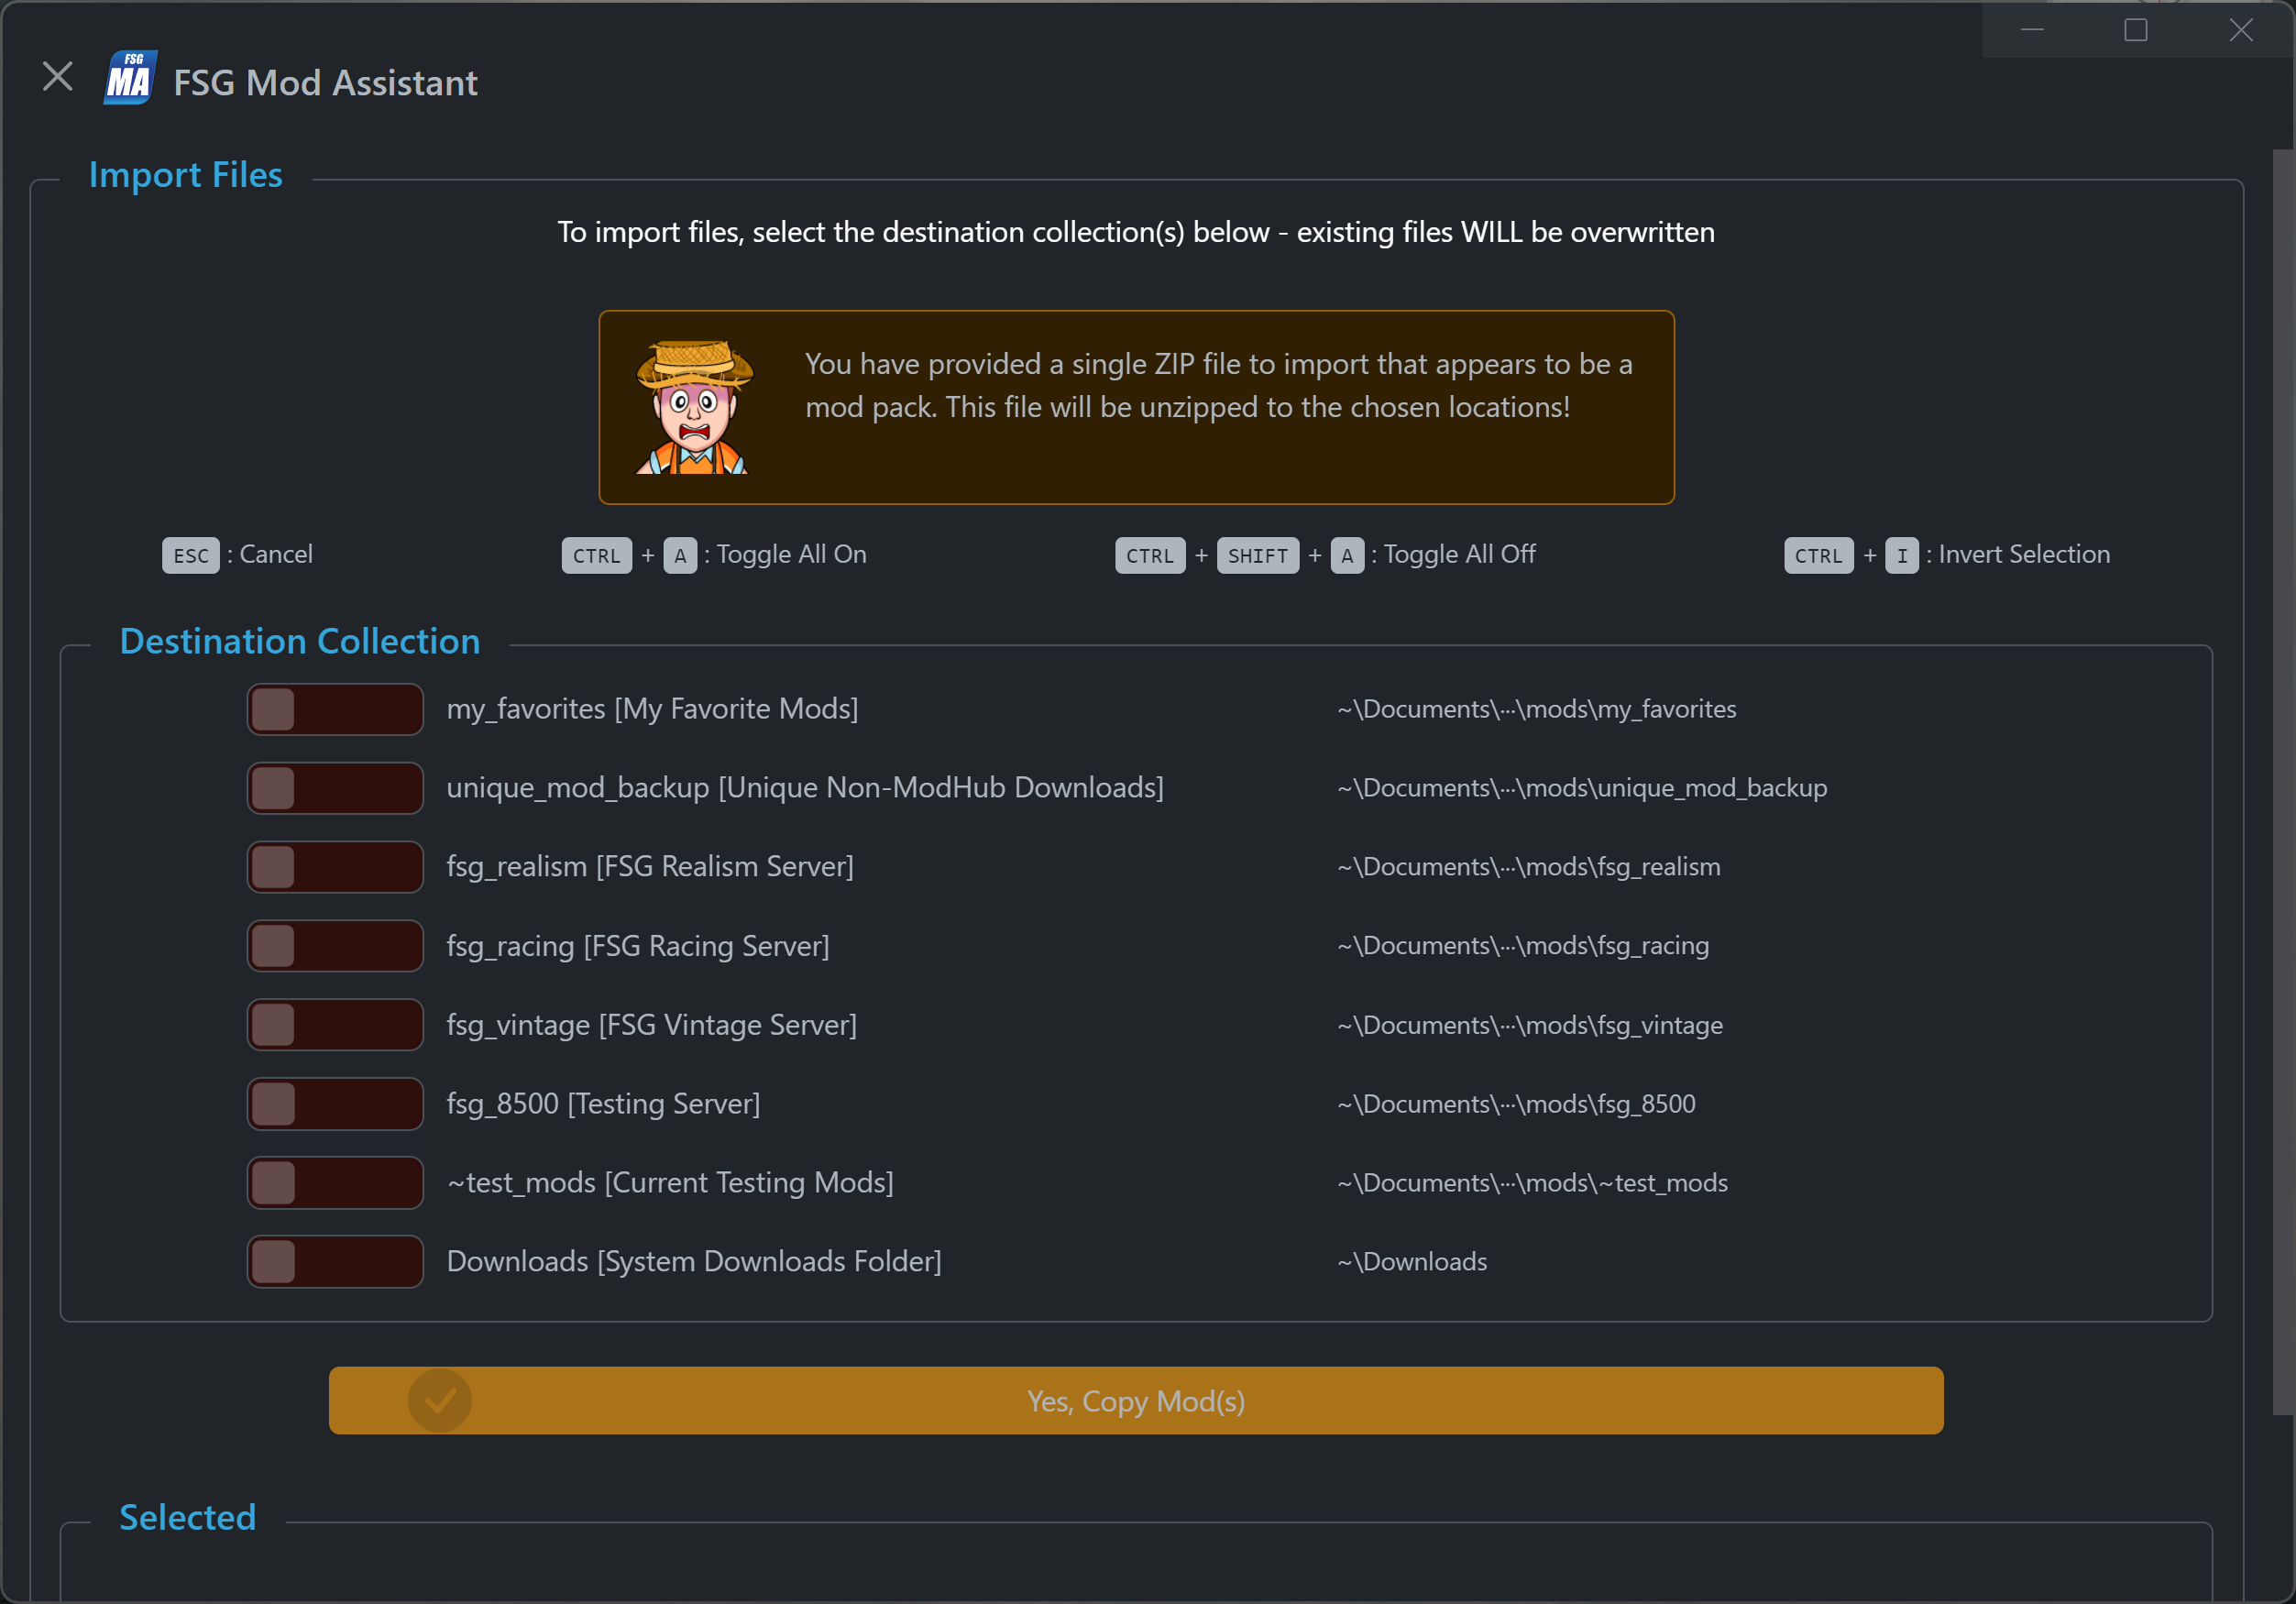 FSG
MA
FSG Mod Assistant
Import Files
To import files, select the destination collection(s) below - existing files WILL be overwritten
You have provided a single ZIP file to import that appears to be a
mod pack. This file will be unzipped to the chosen locations!
ESC : Cancel
CTRL + A : Toggle All On
CTRL + SHIFT + A : Toggle All Off
CTRL + I : Invert Selection
Destination Collection
my_favorites [My Favorite Mods] ~\Documents\···\mods\my_favorites
unique_mod_backup [Unique Non-ModHub Downloads] ~\Documents\···\mods\unique_mod_backup
fsg_realism [FSG Realism Server] ~\Documents\···\mods\fsg_realism
fsg_racing [FSG Racing Server] ~\Documents\···\mods\fsg_racing
fsg_vintage [FSG Vintage Server] ~\Documents\···\mods\fsg_vintage
fsg_8500 [Testing Server] ~\Documents\···\mods\fsg_8500
~test_mods [Current Testing Mods] ~\Documents\···\mods\~test_mods
Downloads [System Downloads Folder] ~\Downloads
Yes, Copy Mod(s)
Selected